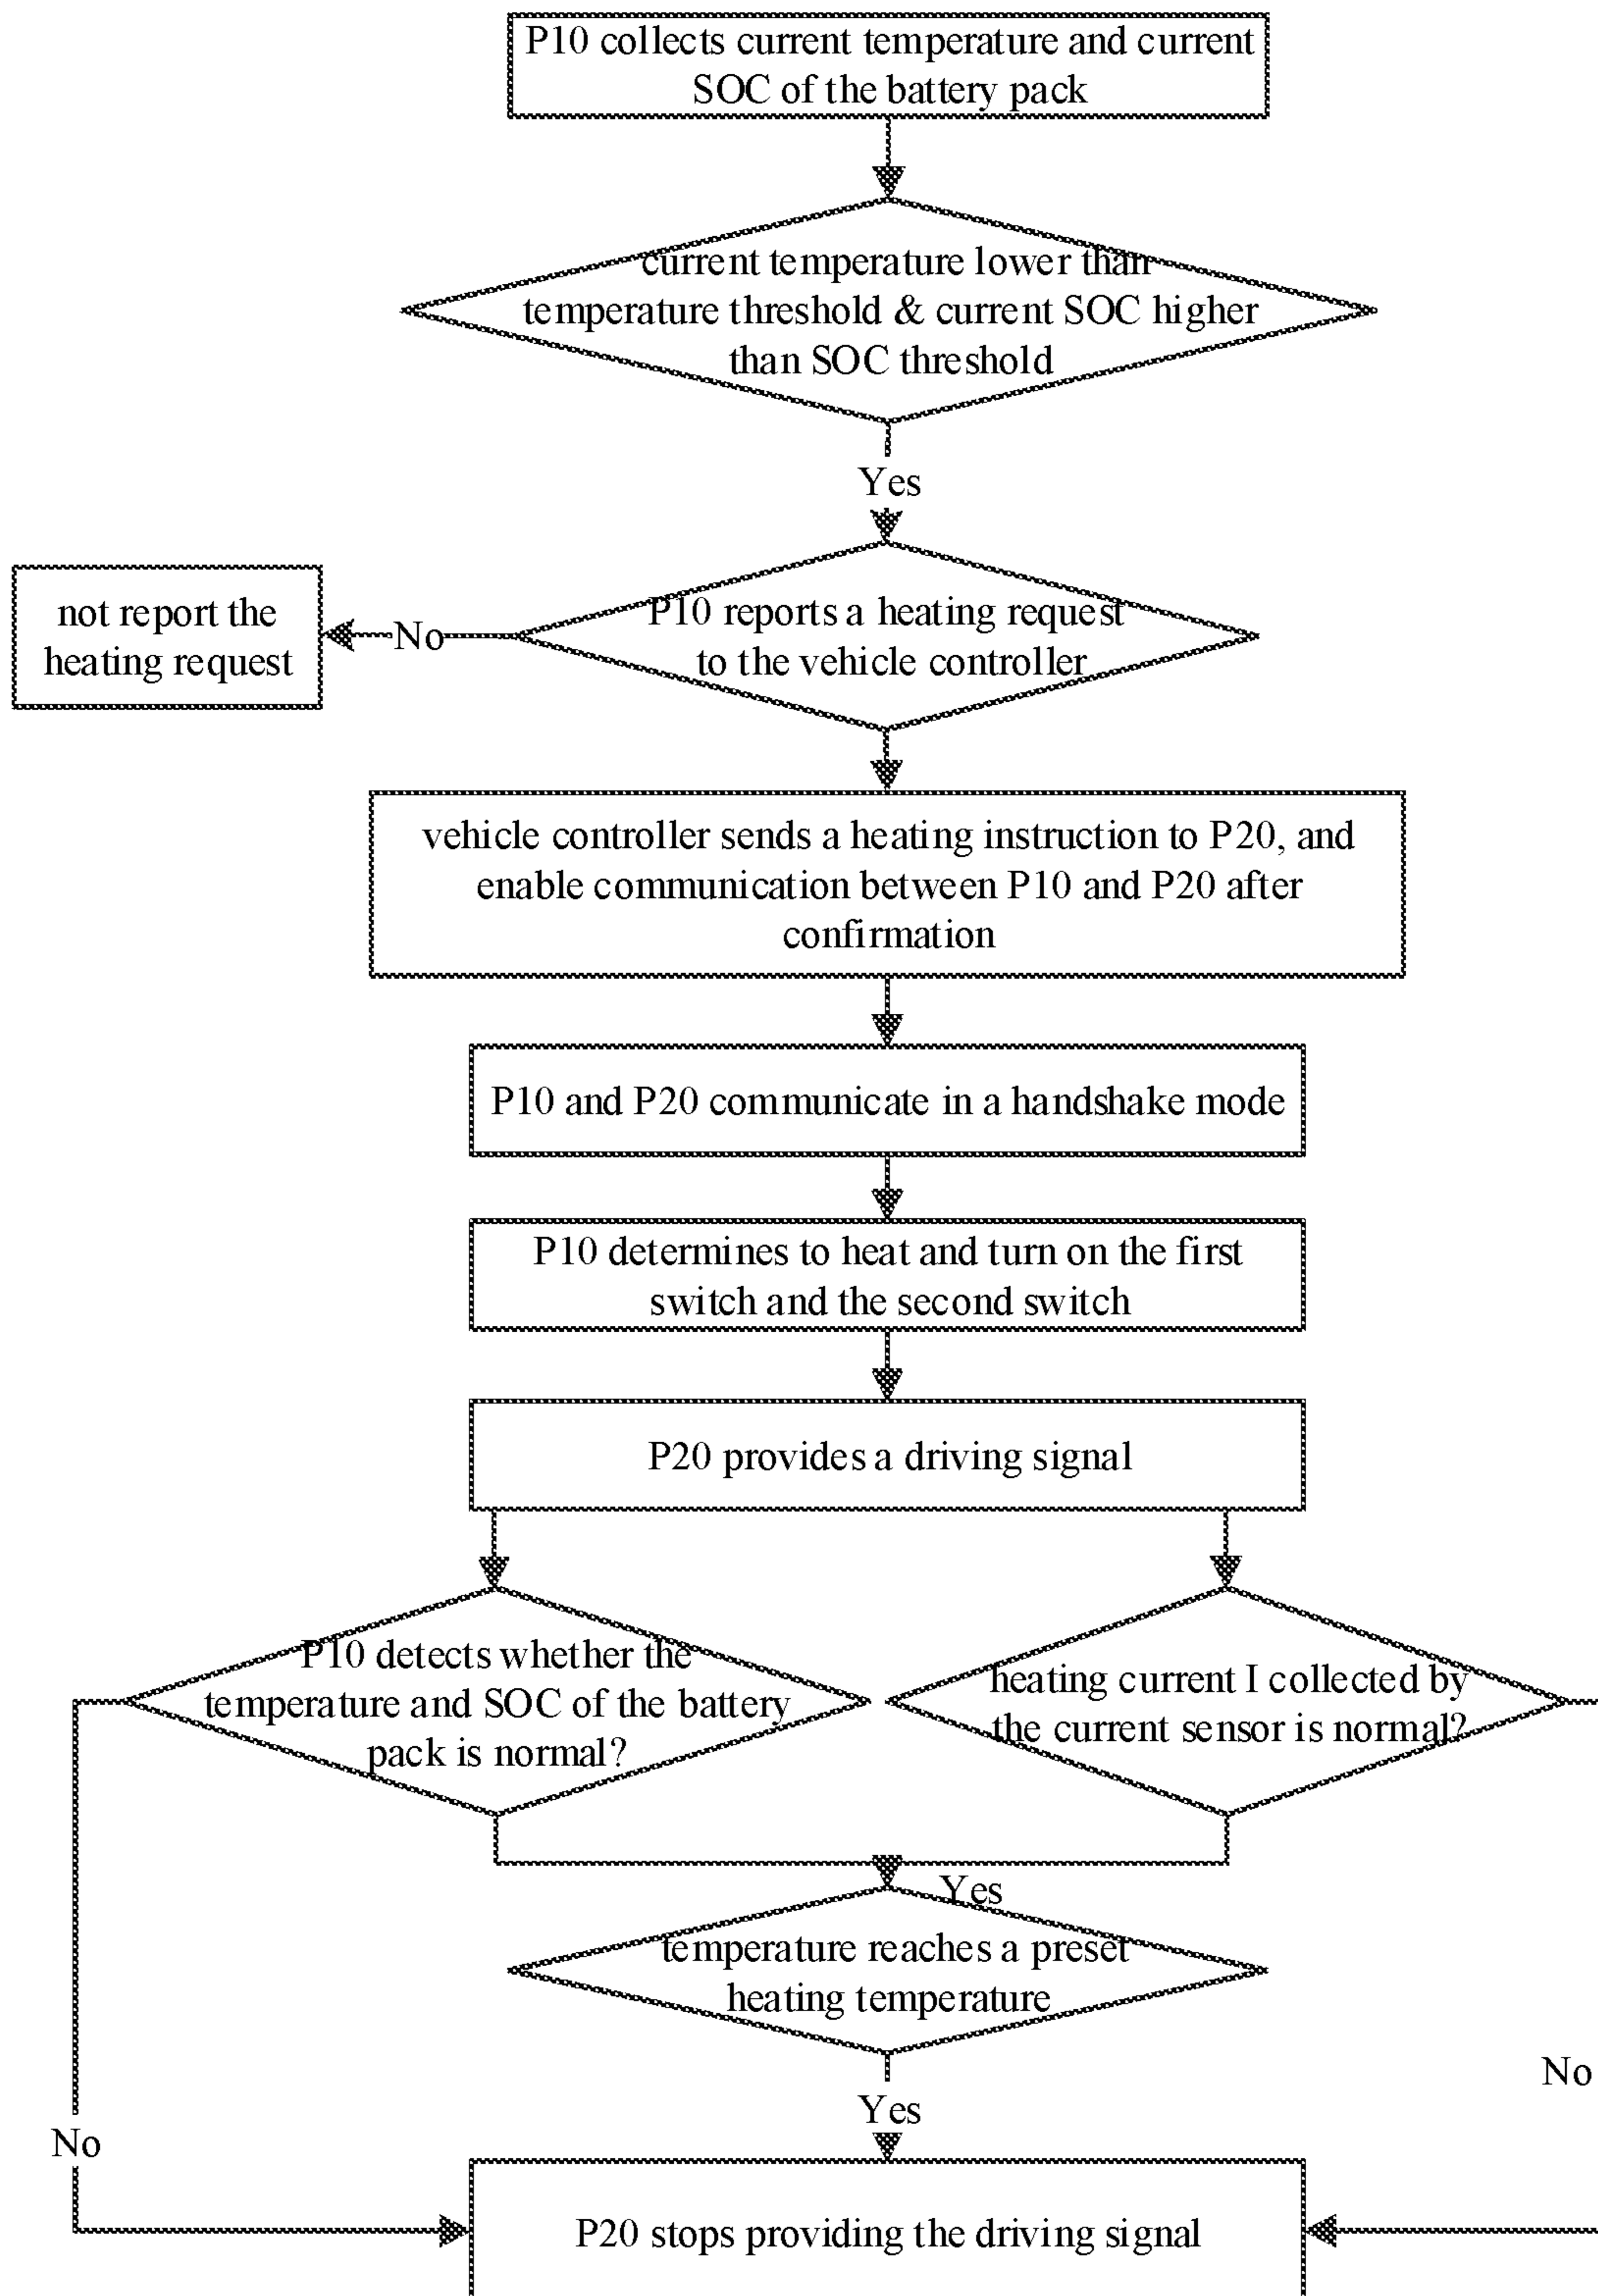 P10 collects current temperature and current
SOC of the battery pack
current temperature lower than
temperature threshold & current SOC higher
than SOC threshold
Yes
P10 reports a heating request
to the vehicle controller
No
not report the
heating request
vehicle controller sends a heating instruction to P20, and
enable communication between P10 and P20 after
confirmation
P10 and P20 communicate in a handshake mode
P10 determines to heat and turn on the first
switch and the second switch
P20 provides a driving signal
P10 detects whether the
temperature and SOC of the battery
pack is normal?
heating current I collected by
the current sensor is normal?
Yes
temperature reaches a preset
heating temperature
No
Yes
No
P20 stops providing the driving signal